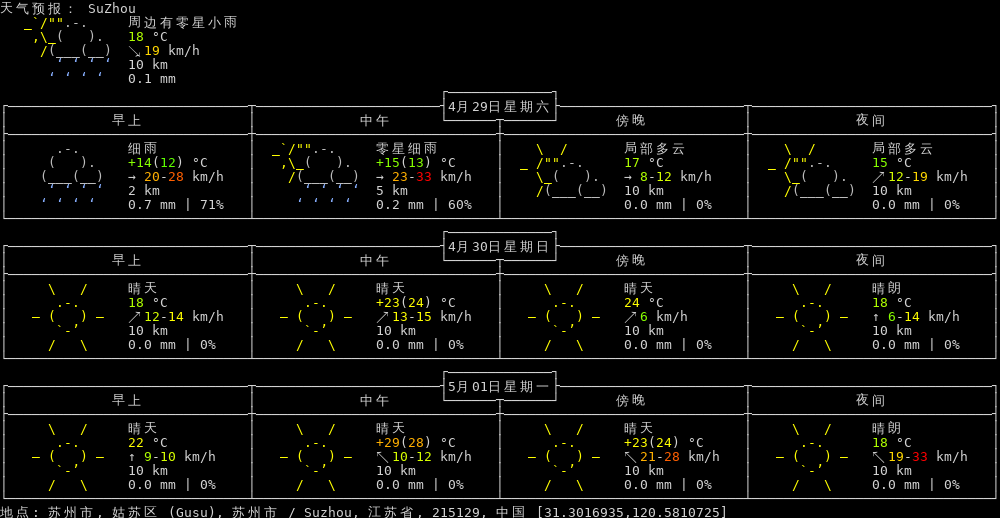 天气预报: SuZhou
周边有零星小雨
18 °C
↘19 km/h
10 km
0.1 mm
4月29日星期六
早上 中午 傍晚 夜间
细雨 零星细雨 局部多云 局部多云
+14(12) °C +15(13) °C 17 °C 15 °C
→ 20-28 km/h → 23-33 km/h → 8-12 km/h ↗12-19 km/h
2 km 5 km 10 km 10 km
0.7 mm | 71% 0.2 mm | 60% 0.0 mm | 0% 0.0 mm | 0%
4月30日星期日
早上 中午 傍晚 夜间
晴天 晴天 晴天 晴朗
18 °C +23(24) °C 24 °C 18 °C
↗12-14 km/h ↗13-15 km/h ↗6 km/h ↑ 6-14 km/h
10 km 10 km 10 km 10 km
0.0 mm | 0% 0.0 mm | 0% 0.0 mm | 0% 0.0 mm | 0%
5月01日星期一
早上 中午 傍晚 夜间
晴天 晴天 晴天 晴朗
22 °C +29(28) °C +23(24) °C 18 °C
↑ 9-10 km/h ↖10-12 km/h ↖21-28 km/h ↖19-33 km/h
10 km 10 km 10 km 10 km
0.0 mm | 0% 0.0 mm | 0% 0.0 mm | 0% 0.0 mm | 0%
地点: 苏州市, 姑苏区 (Gusu), 苏州市 / Suzhou, 江苏省, 215129, 中国 [31.3016935,120.5810725]